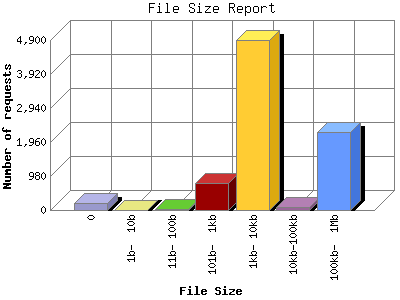 File Size Report
Number of requests
4,900
3,920
2,940
1,960
980
0
0
1b- 10b
11b- 100b
101b- 1kb
1kb- 10kb
10kb-100kb
100kb- 1Mb
File Size